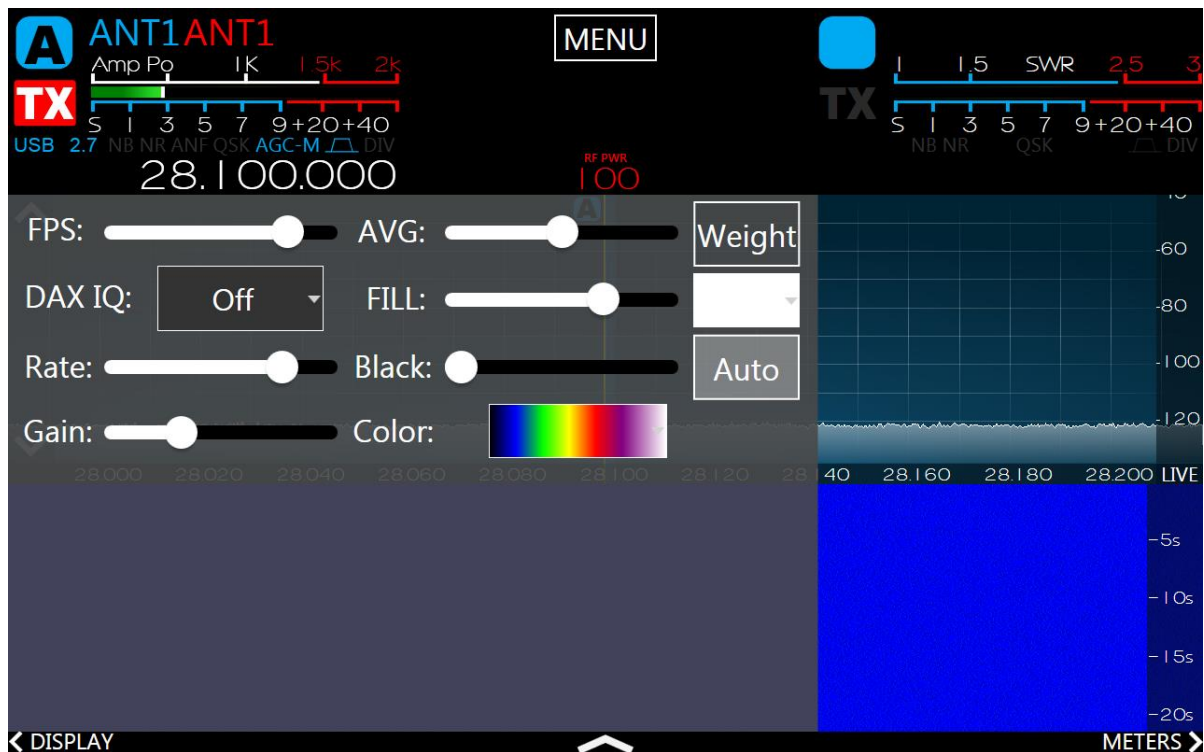 A ANT1 ANT1 MENU
Amp Po 1K 1.5k 2k 1 1.5 SWR 2.5 3
TX TX
S 1 3 5 7 9+20+40 S 1 3 5 7 9+20+40
USB 2.7 NB NR ANF QSK AGC-M DIV NB NR QSK DIV
28.100.000 RF PWR 100
A
FPS: AVG: Weight
-60
DAX IQ: Off FILL:
-80
Rate: Black: Auto
-100
Gain: Color:
-120
28.000 28.020 28.040 28.060 28.080 28.100 28.120 28.140 28.160 28.180 28.200 LIVE
-5s
-10s
-15s
-20s
DISPLAY METERS